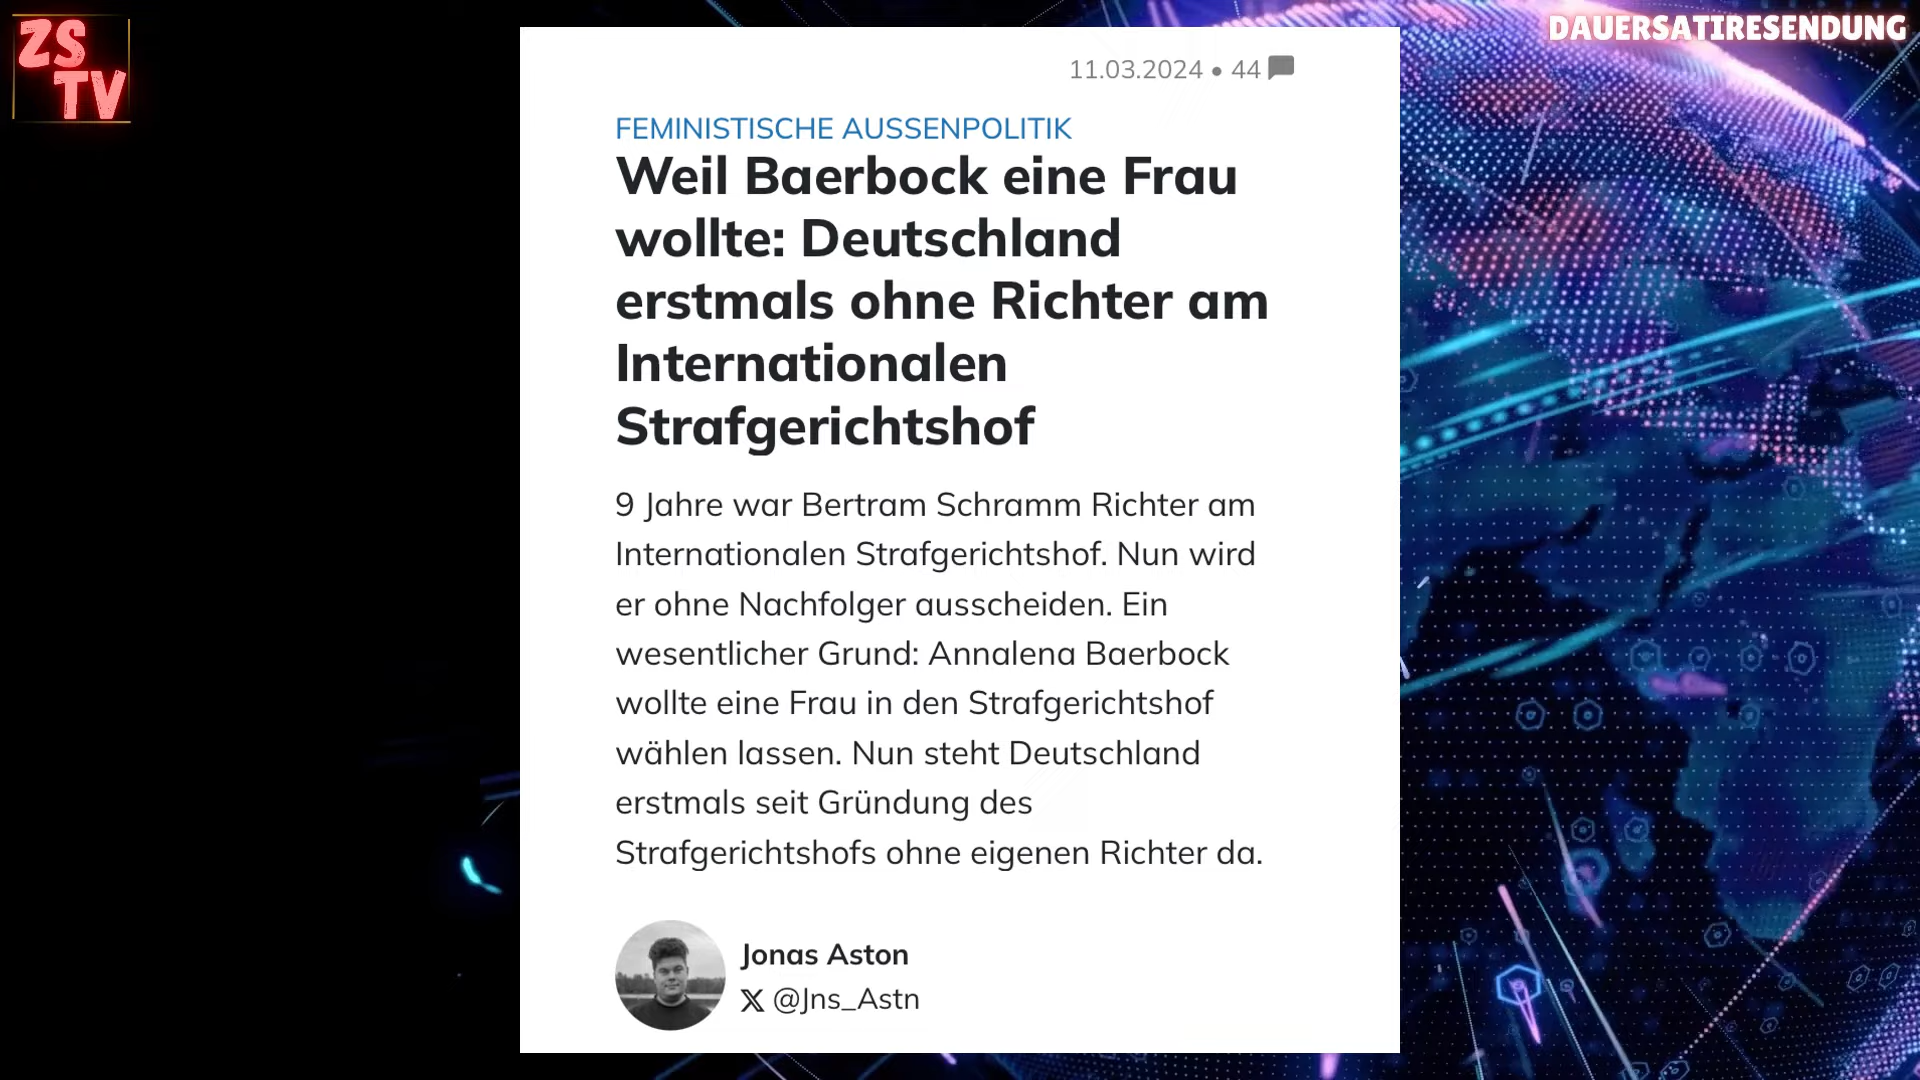 ZS
TV
DAUERSATIRESENDUNG
11.03.2024 • 44
FEMINISTISCHE AUSSENPOLITIK
Weil Baerbock eine Frau
wollte: Deutschland
erstmals ohne Richter am
Internationalen
Strafgerichtshof
9 Jahre war Bertram Schramm Richter am
Internationalen Strafgerichtshof. Nun wird
er ohne Nachfolger ausscheiden. Ein
wesentlicher Grund: Annalena Baerbock
wollte eine Frau in den Strafgerichtshof
wählen lassen. Nun steht Deutschland
erstmals seit Gründung des
Strafgerichtshofs ohne eigenen Richter da.
Jonas Aston
X @Jns_Astn